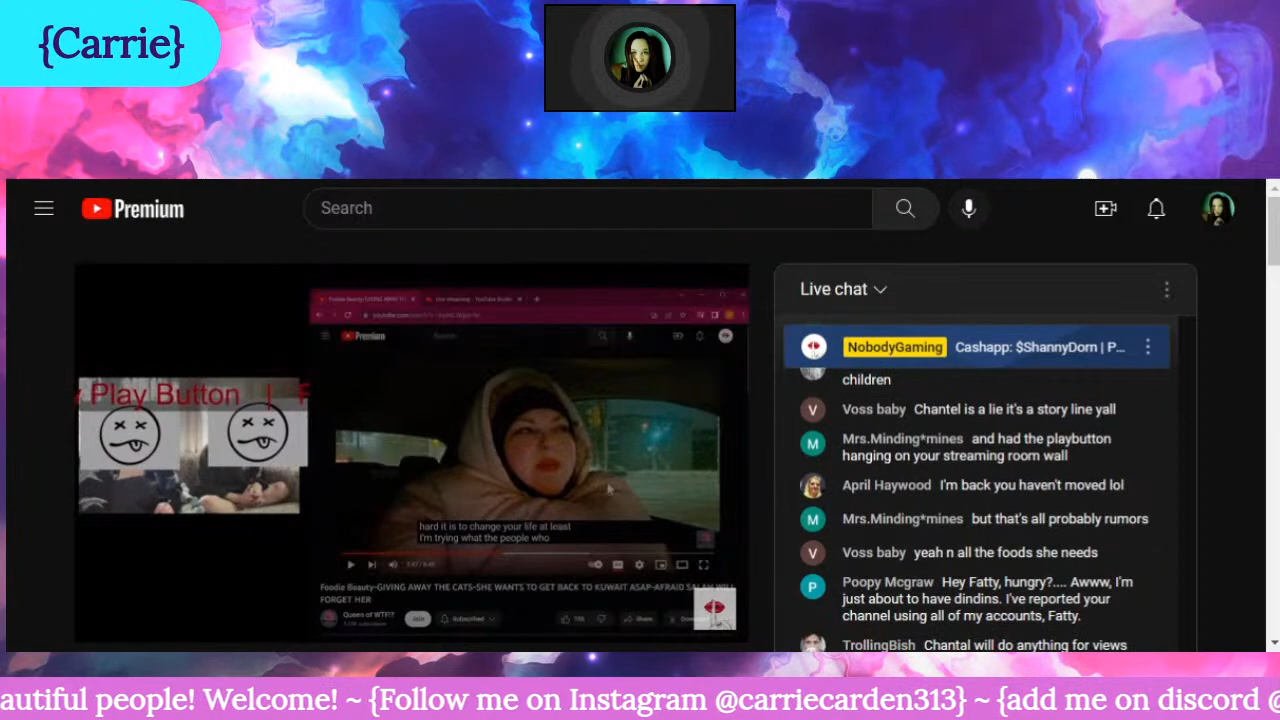 {Carrie}
Premium
Search
Live chat
NobodyGaming Cashapp: $ShannyDorn | P...
children
Voss baby Chantel is a lie it's a story line yall
Mrs.Minding*mines and had the playbutton
hanging on your streaming room wall
April Haywood I'm back you haven't moved lol
Mrs.Minding*mines but that's all probably rumors
Voss baby yeah n all the foods she needs
Poopy Mcgraw Hey Fatty, hungry?.... Awww, I'm
just about to have dindins. I've reported your
channel using all of my accounts, Fatty.
TrollingBish Chantal will do anything for views
Play Button |
Premium
hard it is to change your life at least
I'm trying what the people who
Foodie Beauty-GIVING AWAY THE CATS-SHE WANTS TO GET BACK TO KUWAIT ASAP-AFRAID SALAH WILL
FORGET HER
Queen of WTF!?
Join
Subscribed
Share
autiful people! Welcome! ~ {Follow me on Instagram @carriecarden313} ~ {add me on discord @